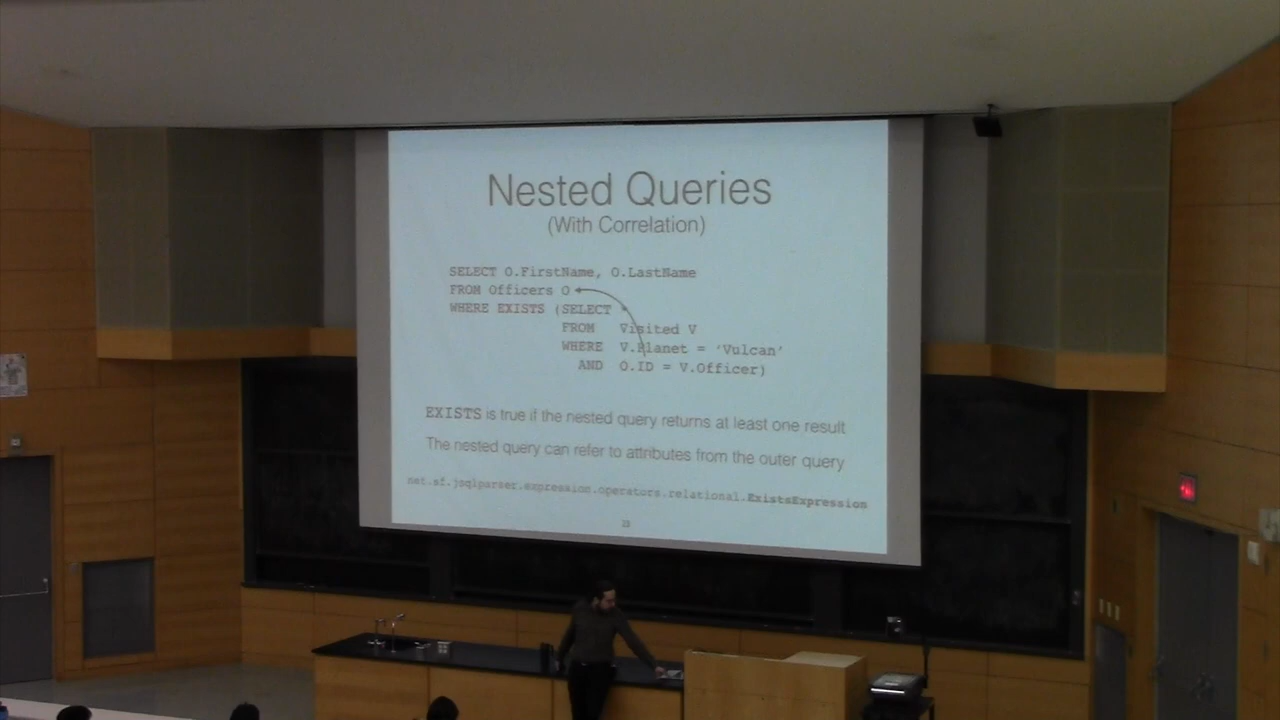 Nested Queries
(With Correlation)
SELECT O.FirstName, O.LastName
FROM Officers O
WHERE EXISTS (SELECT *
FROM Visited V
WHERE V.Planet = 'Vulcan'
AND O.ID = V.Officer)
EXISTS is true if the nested query returns at least one result
The nested query can refer to attributes from the outer query
net.sf.jsqlparser.expression.operators.relational.ExistsExpression
23